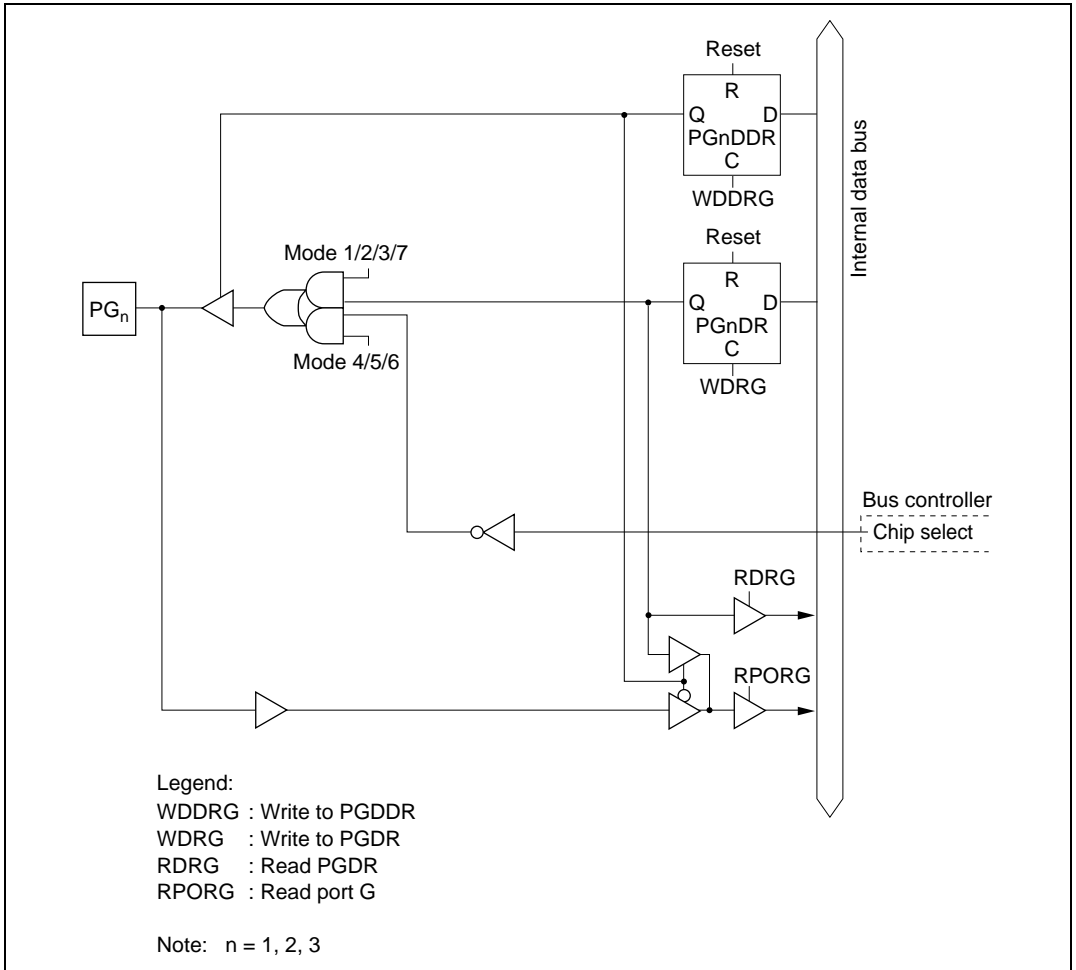 Reset
R
Q D
PGnDDR
C
WDDRG
Internal data bus
Reset
R
Q D
PGnDR
C
WDRG
Mode 1/2/3/7
PGn
Mode 4/5/6
Bus controller
Chip select
RDRG
RPORG
Legend:
WDDRG : Write to PGDDR
WDRG : Write to PGDR
RDRG : Read PGDR
RPORG : Read port G
Note: n = 1, 2, 3